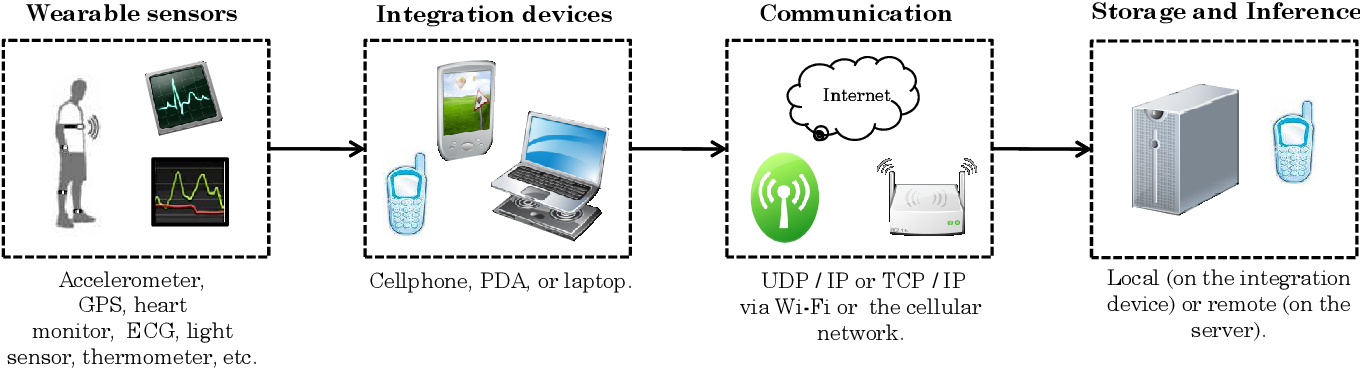 Wearable sensors
Integration devices
Communication
Storage and Inference
Internet
Accelerometer,
GPS, heart
monitor, ECG, light
sensor, thermometer, etc.
Cellphone, PDA, or laptop.
UDP / IP or TCP / IP
via Wi-Fi or the cellular
network.
Local (on the integration
device) or remote (on the
server).